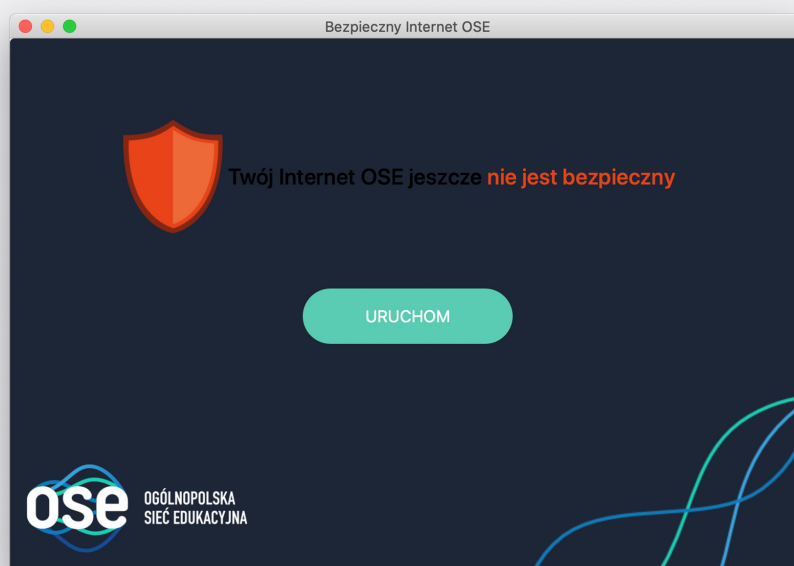 Bezpieczny Internet OSE
Twój Internet OSE jeszcze nie jest bezpieczny
URUCHOM
ose
OGÓLNOPOLSKA
SIEĆ EDUKACYJNA